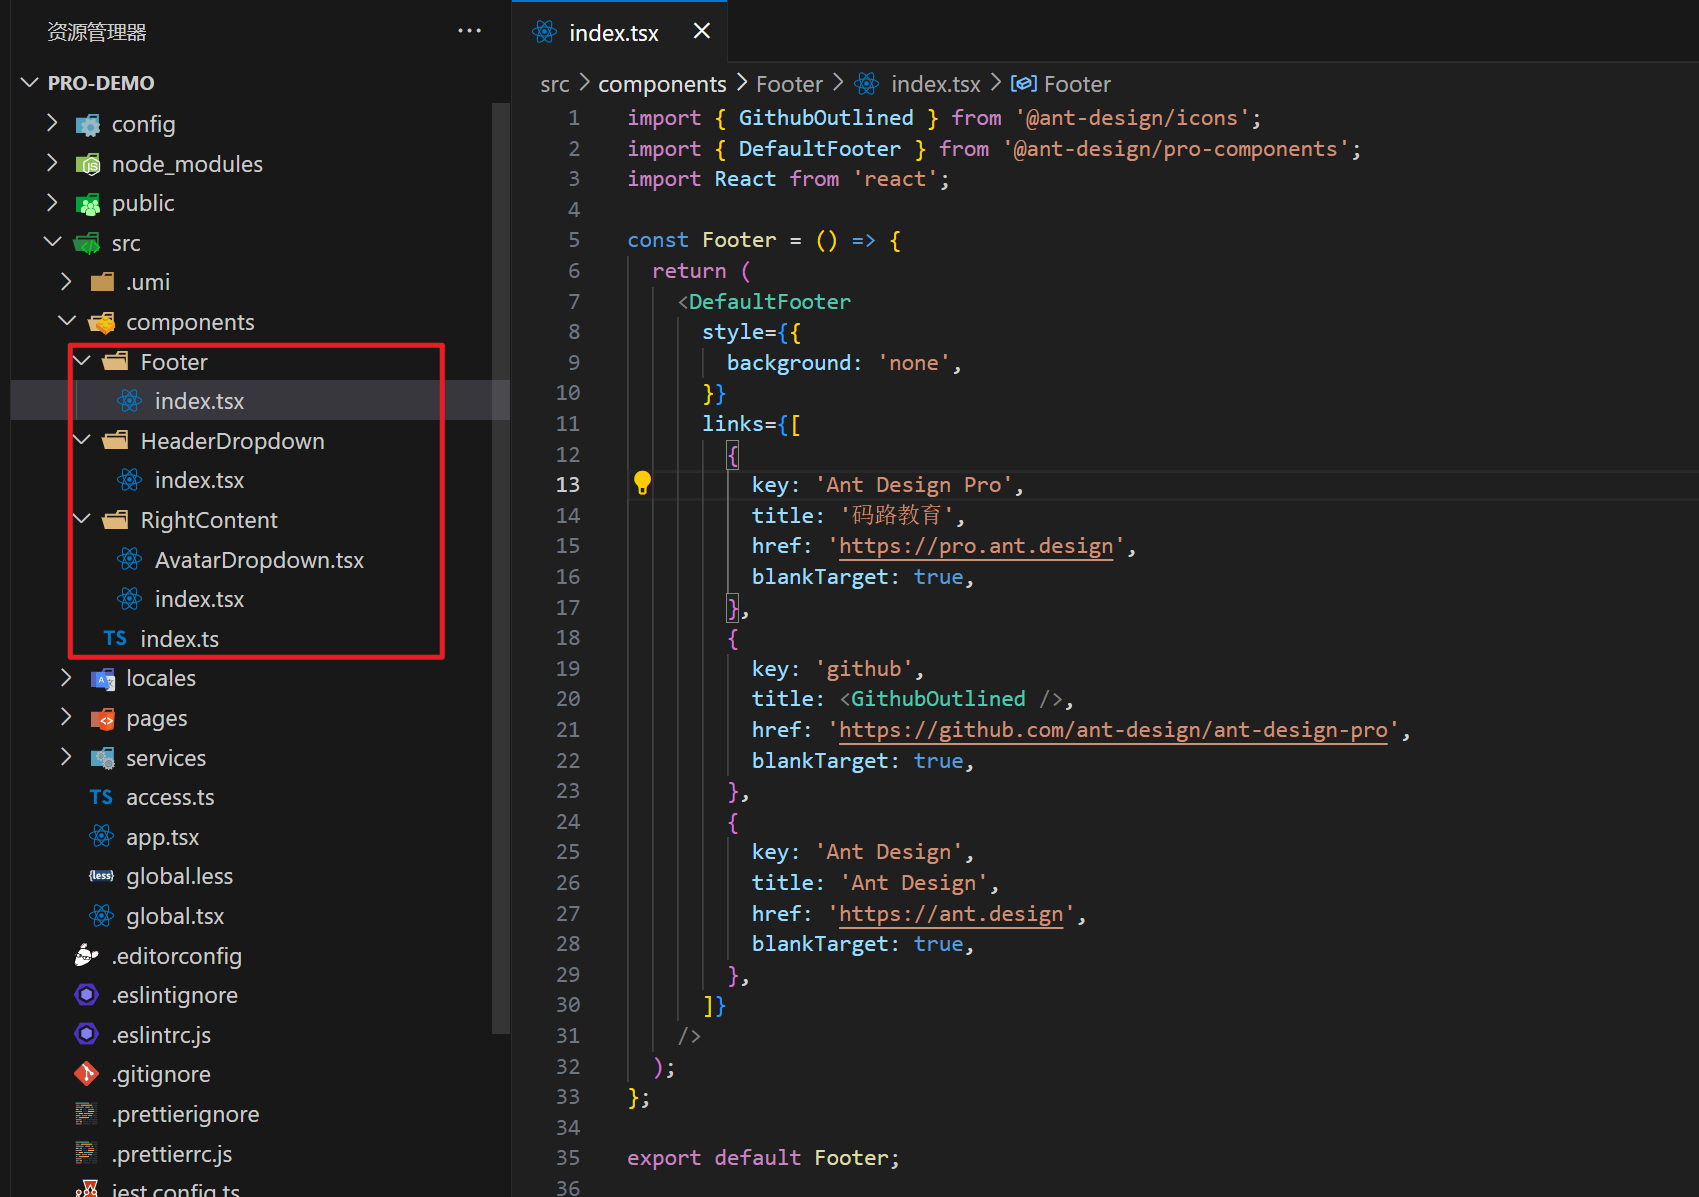 资源管理器
PRO-DEMO
config
node_modules
public
src
.umi
components
Footer
index.tsx
HeaderDropdown
index.tsx
RightContent
AvatarDropdown.tsx
index.tsx
TS index.ts
locales
pages
services
TS access.ts
app.tsx
{less} global.less
global.tsx
.editorconfig
.eslintignore
.eslintrc.js
.gitignore
.prettierignore
.prettierrc.js
jest.config.ts
index.tsx
src > components > Footer > index.tsx > Footer
1 import { GithubOutlined } from '@ant-design/icons';
2 import { DefaultFooter } from '@ant-design/pro-components';
3 import React from 'react';
4
5 const Footer = () => {
6 return (
7 <DefaultFooter
8 style={{
9 background: 'none',
10 }}
11 links={[
12 {
13 key: 'Ant Design Pro',
14 title: '码路教育',
15 href: 'https://pro.ant.design',
16 blankTarget: true,
17 },
18 {
19 key: 'github',
20 title: <GithubOutlined />,
21 href: 'https://github.com/ant-design/ant-design-pro',
22 blankTarget: true,
23 },
24 {
25 key: 'Ant Design',
26 title: 'Ant Design',
27 href: 'https://ant.design',
28 blankTarget: true,
29 },
30 ]}
31 />
32 );
33 };
34
35 export default Footer;
36